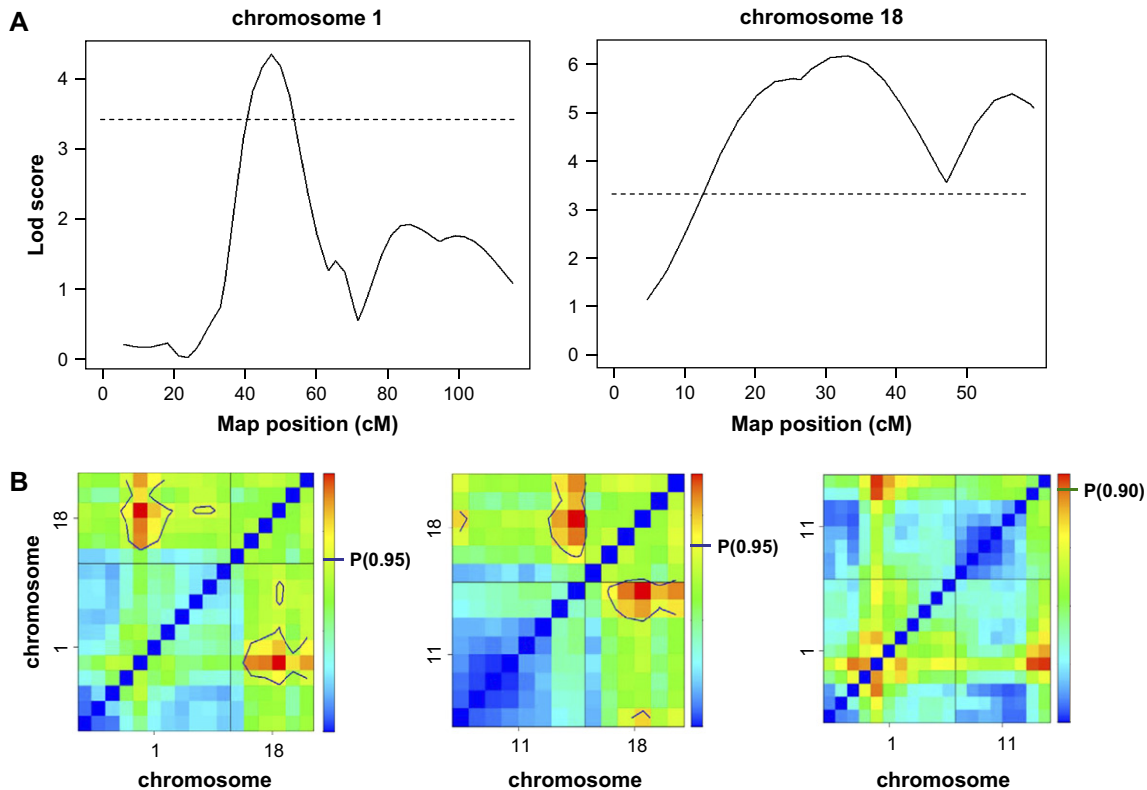 A
chromosome 1
chromosome 18
Lod score
4
3
2
1
0
0 20 40 60 80 100
Map position (cM)
6
5
4
3
2
1
0
0 10 20 30 40 50
Map position (cM)
B
chromosome
18
1
P(0.95)
1 18
chromosome
18
11
P(0.95)
11 18
chromosome
11
1
P(0.90)
1 11
chromosome